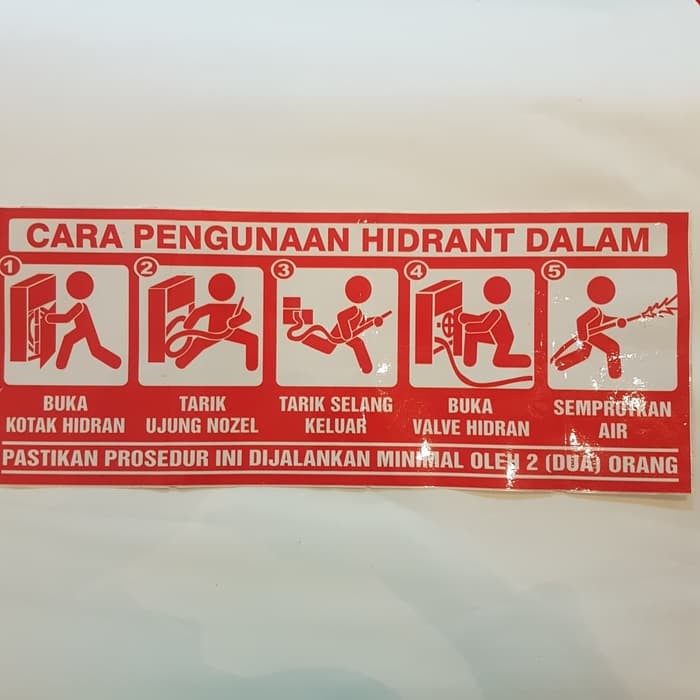 CARA PENGUNAAN HIDRANT DALAM
1
BUKA
KOTAK HIDRAN
2
TARIK
UJUNG NOZEL
3
TARIK SELANG
KELUAR
4
BUKA
VALVE HIDRAN
5
SEMPROTKAN
AIR
PASTIKAN PROSEDUR INI DIJALANKAN MINIMAL OLEH 2 (DUA) ORANG